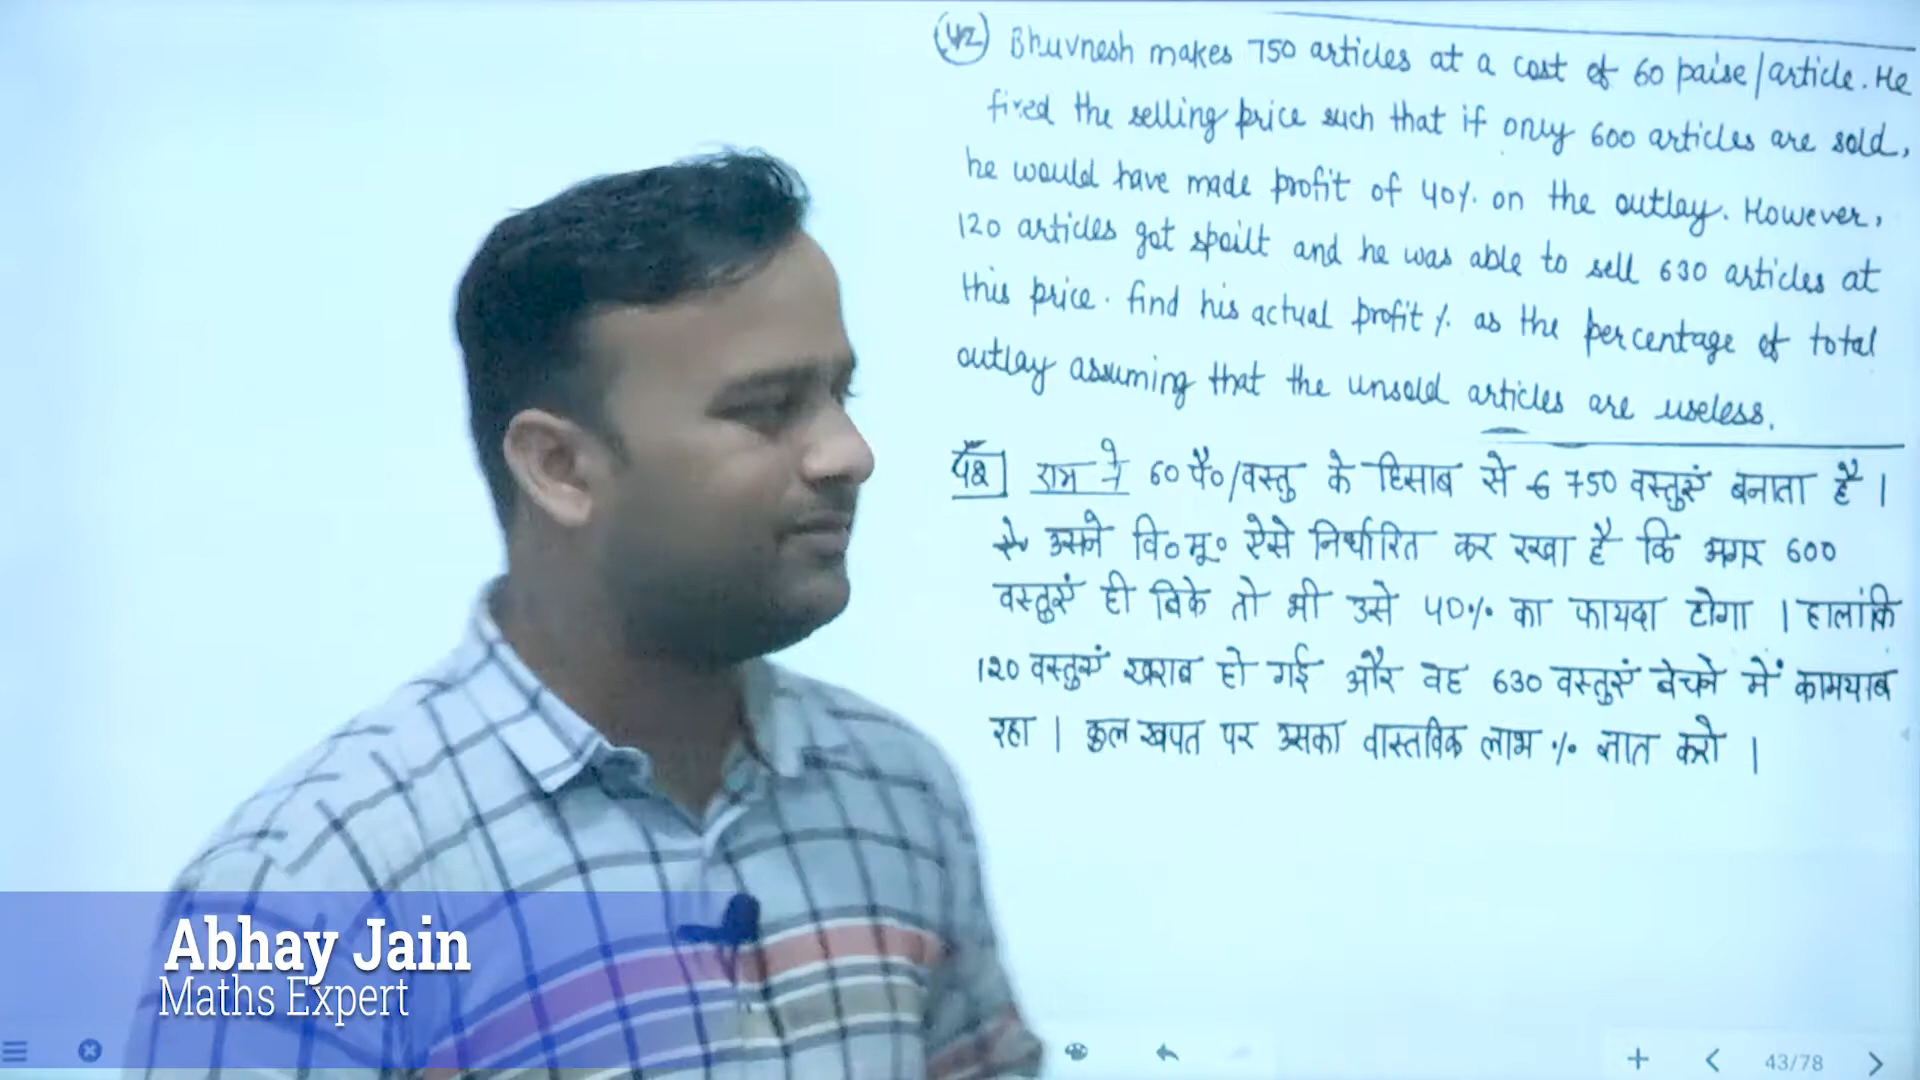 (42) Bhuvnesh makes 750 articles at a cost of 60 paise/article. He
fixed the selling price such that if only 600 articles are sold,
he would have made profit of 40%. on the outlay. However,
120 articles got spoilt and he was able to sell 630 articles at
this price. find his actual profit %. as the percentage of total
outlay assuming that the unsold articles are useless.
राम ने 60 पै०/वस्तु के हिसाब से 750 वस्तुएं बनाता है ।
उसने वि० मू० ऐसे निर्धारित कर रखा है कि अगर 600
वस्तुएं ही बिके तो भी उसे 40% का फायदा होगा । हालांकि
120 वस्तुएं खराब हो गई और वह 630 वस्तुएं बेचने में कामयाब
रहा । कुल खपत पर उसका वास्तविक लाभ % ज्ञात करो ।
Abhay Jain
Maths Expert
43/78